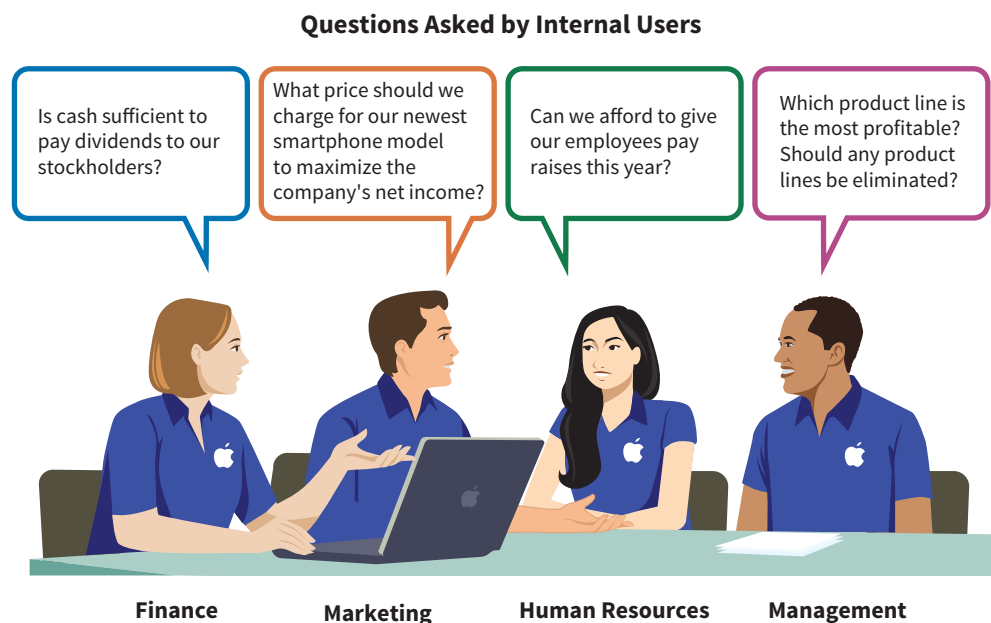 Questions Asked by Internal Users
Is cash sufficient to
pay dividends to our
stockholders?
What price should we
charge for our newest
smartphone model
to maximize the
company's net income?
Can we afford to give
our employees pay
raises this year?
Which product line is
the most profitable?
Should any product
lines be eliminated?
Finance
Marketing
Human Resources
Management